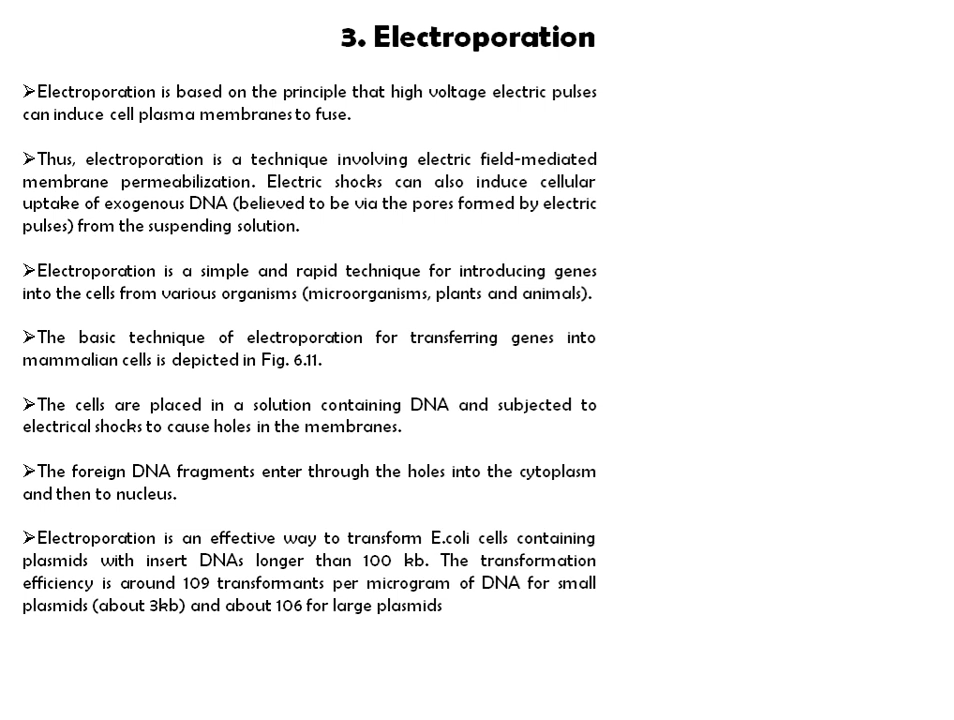 3. Electroporation
➢Electroporation is based on the principle that high voltage electric pulses
can induce cell plasma membranes to fuse.
➢Thus, electroporation is a technique involving electric field-mediated
membrane permeabilization. Electric shocks can also induce cellular
uptake of exogenous DNA (believed to be via the pores formed by electric
pulses) from the suspending solution.
➢Electroporation is a simple and rapid technique for introducing genes
into the cells from various organisms (microorganisms, plants and animals).
➢The basic technique of electroporation for transferring genes into
mammalian cells is depicted in Fig. 6.11.
➢The cells are placed in a solution containing DNA and subjected to
electrical shocks to cause holes in the membranes.
➢The foreign DNA fragments enter through the holes into the cytoplasm
and then to nucleus.
➢Electroporation is an effective way to transform E.coli cells containing
plasmids with insert DNAs longer than 100 kb. The transformation
efficiency is around 109 transformants per microgram of DNA for small
plasmids (about 3kb) and about 106 for large plasmids